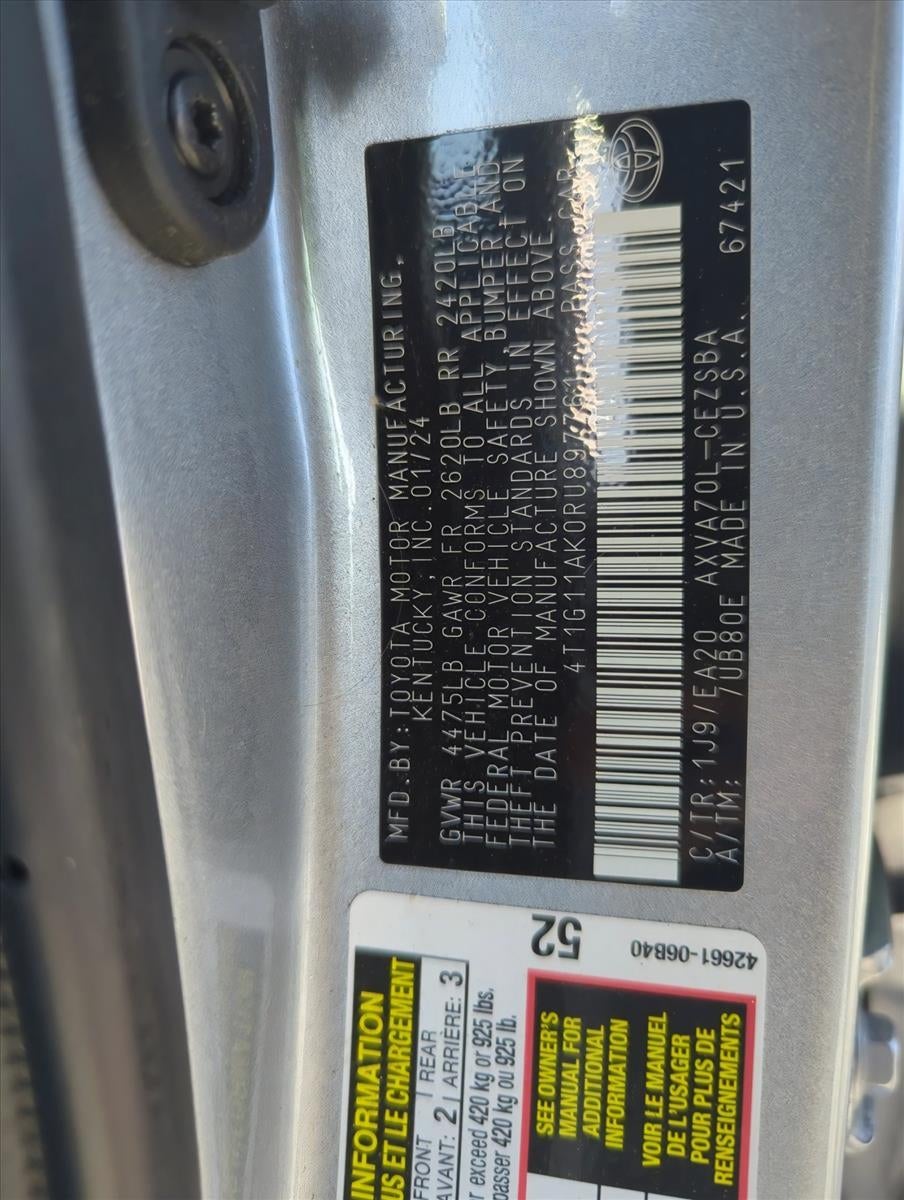 MFD.BY:TOYOTA MOTOR MANUFACTURING,
KENTUCKY,INC 01/24
GVWR 4475LB GAWR FR 2620LB RR 2420LB
THIS VEHICLE CONFORMS TO ALL APPLICABLE
FEDERAL MOTOR VEHICLE SAFETY, BUMPER AND
THEFT PREVENTION STANDARDS IN EFFECT ON
THE DATE OF MANUFACTURE SHOWN ABOVE.
4T1G11AK0RU897761 PASS.CAR
C/TR:1J9/EA20 AXVA70L-CEZSBA
A/TM: /UB80E MADE IN U.S.A. 67421
52
42661-06B40
INFORMATION
US ET LE CHARGEMENT
FRONT REAR
AVANT: 2 ARRIÈRE: 3
r exceed 420 kg or 925 lbs.
passer 420 kg ou 925 lb.
SEE OWNER'S
MANUAL FOR
ADDITIONAL
INFORMATION
VOIR LE MANUEL
DE L'USAGER
POUR PLUS DE
RENSEIGNEMENTS